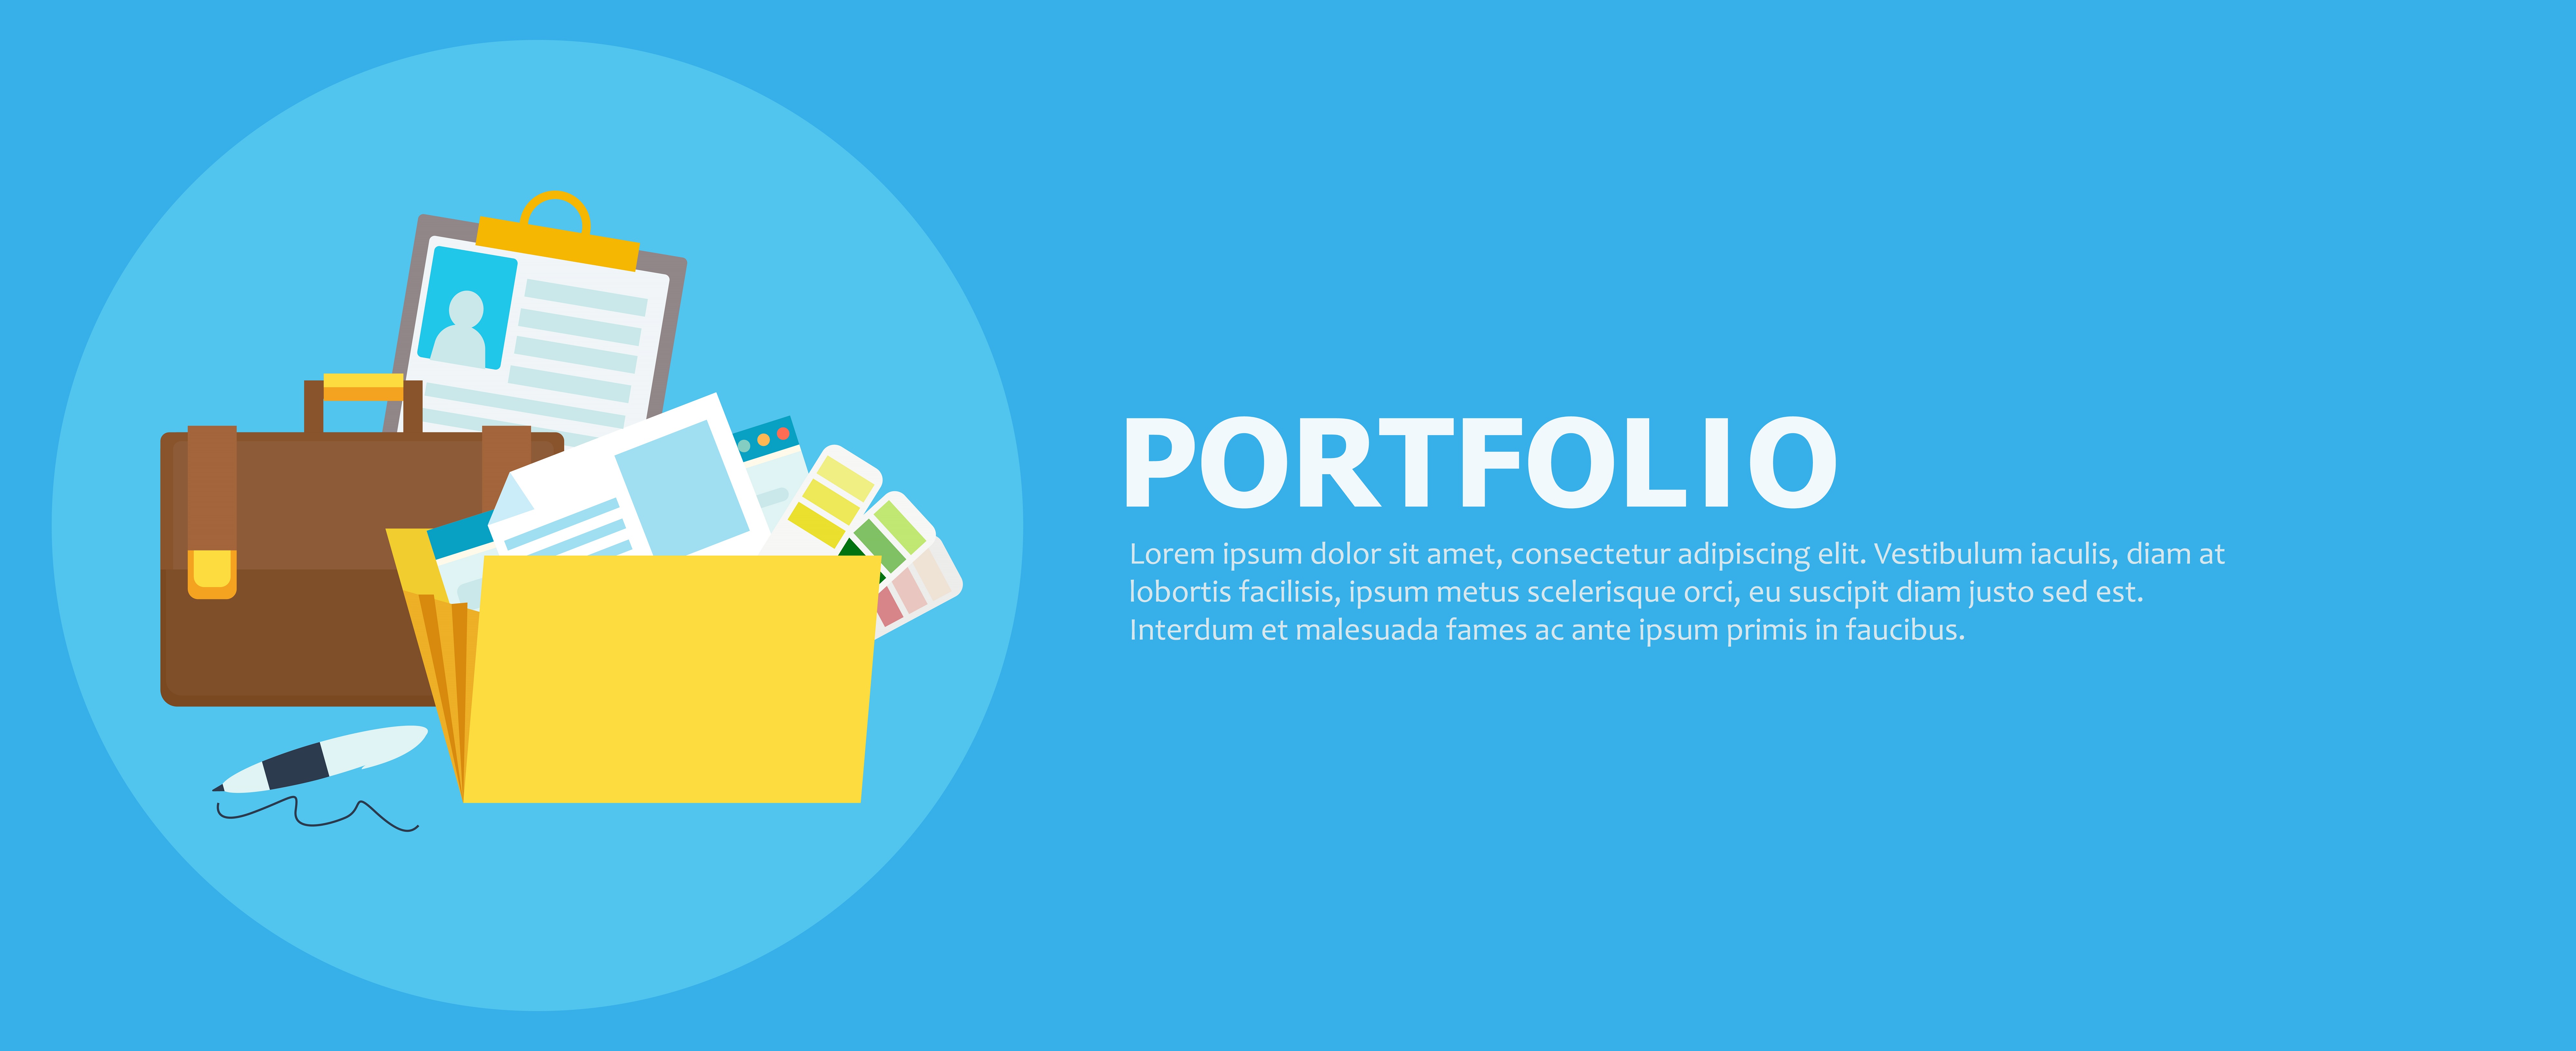 PORTFOLIO
Lorem ipsum dolor sit amet, consectetur adipiscing elit. Vestibulum iaculis, diam at
lobortis facilisis, ipsum metus scelerisque orci, eu suscipit diam justo sed est.
Interdum et malesuada fames ac ante ipsum primis in faucibus.